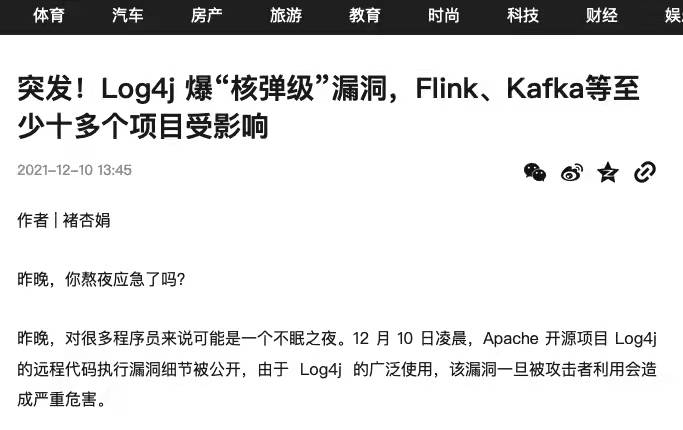 体育 汽车 房产 旅游 教育 时尚 科技 财经
突发！Log4j 爆“核弹级”漏洞，Flink、Kafka等至
少十多个项目受影响
2021-12-10 13:45
作者 | 褚杏娟
昨晚，你熬夜应急了吗？
昨晚，对很多程序员来说可能是一个不眠之夜。12 月 10 日凌晨，Apache 开源项目 Log4j
的远程代码执行漏洞细节被公开，由于 Log4j 的广泛使用，该漏洞一旦被攻击者利用会造
成严重危害。